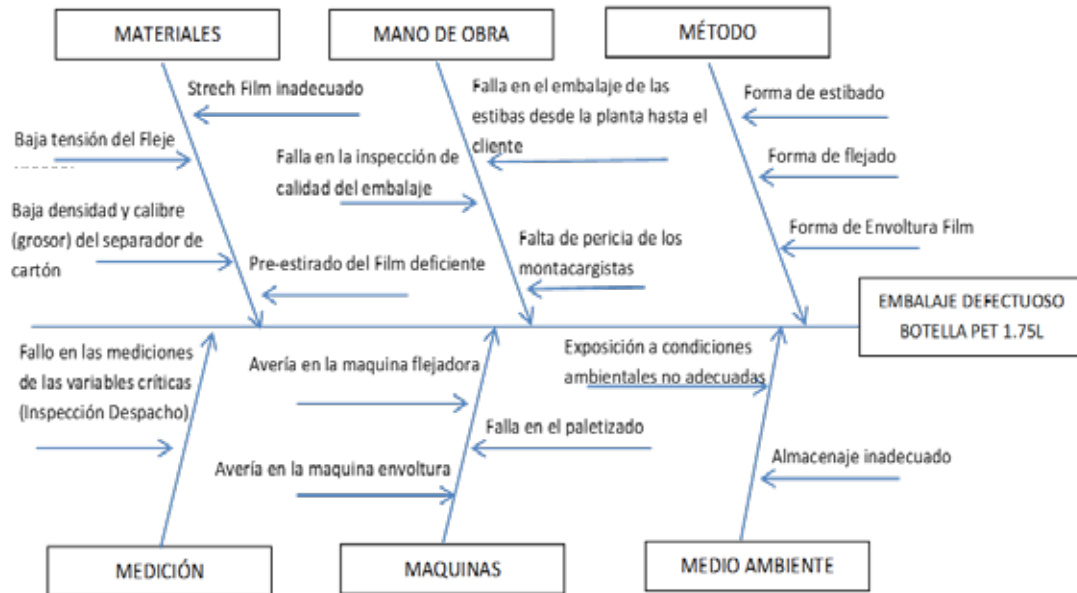 MATERIALES
MANO DE OBRA
MÉTODO
Strech Film inadecuado
Baja tensión del Fleje
Baja densidad y calibre
(grosor) del separador de
cartón
Pre-estirado del Film deficiente
Falla en el embalaje de las
estibas desde la planta hasta el
cliente
Falla en la inspección de
calidad del embalaje
Falta de pericia de los
montacargistas
Forma de estibado
Forma de flejado
Forma de Envoltura Film
EMBALAJE DEFECTUOSO
BOTELLA PET 1.75L
Fallo en las mediciones
de las variables críticas
(Inspección Despacho)
Avería en la maquina flejadora
Falla en el paletizado
Avería en la maquina envoltura
Exposición a condiciones
ambientales no adecuadas
Almacenaje inadecuado
MEDICIÓN
MAQUINAS
MEDIO AMBIENTE